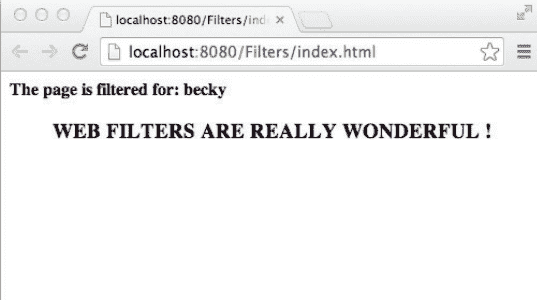 localhost:8080/Filters/ind
localhost:8080/Filters/index.html
The page is filtered for: becky
WEB FILTERS ARE REALLY WONDERFUL !